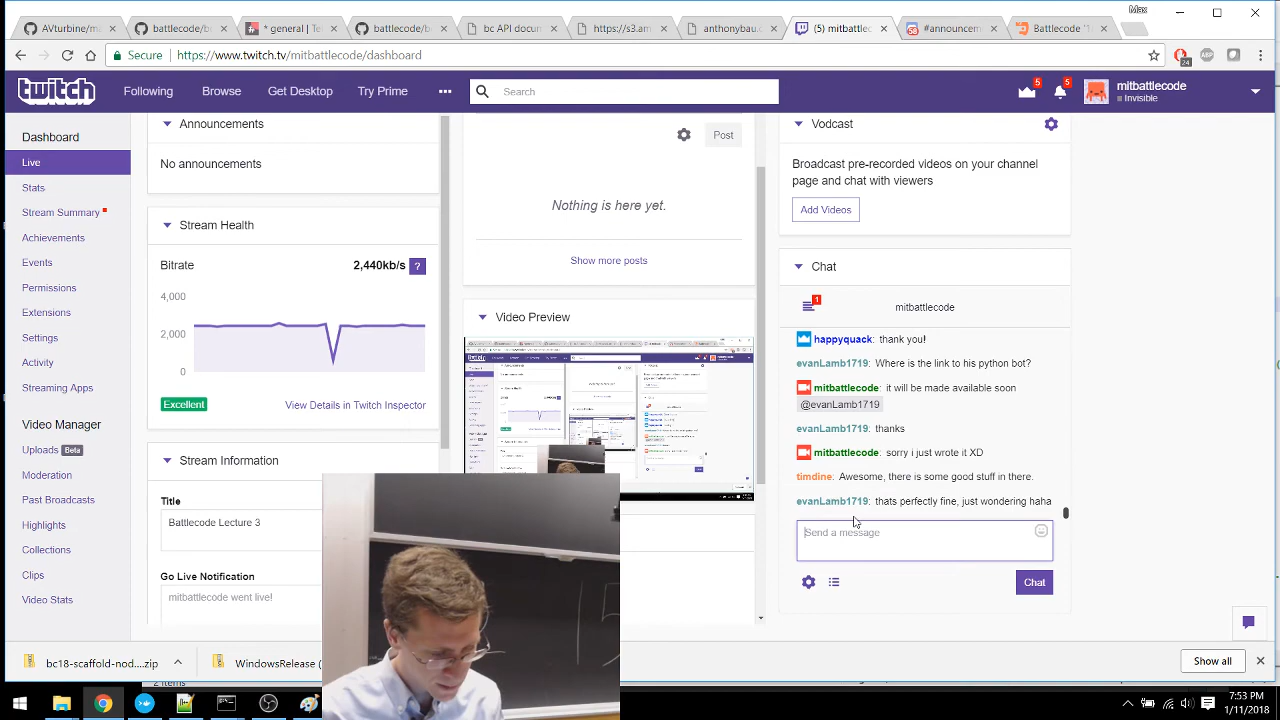 Max
AVturbine/m
battlecode/b
* general | T
battlecode/b
bc API docum
https://s3.am
anthonybau.c
(5) mitbattlec
#announcem
Battlecode "1
Secure | https://www.twitch.tv/mitbattlecode/dashboard
24
ABP
twitch
Following
Browse
Get Desktop
Try Prime
Search
5
5
mitbattlecode
Invisible
Dashboard
Live
Stats
Stream Summary
Achievements
Events
Permissions
Extensions
Settings
Activity
Streaming Apps
Video Manager
Uploads Beta
Moderation
Past Broadcasts
Highlights
Collections
Clips
Video Stats
Announcements
No announcements
Stream Health
Bitrate
2,440kb/s ?
4,000
2,000
0
Excellent
View Details in Twitch Inspector
Stream Information
Title
Battlecode Lecture 3
Go Live Notification
mitbattlecode went live!
Post
Nothing is here yet.
Show more posts
Video Preview
Vodcast
Broadcast pre-recorded videos on your channel
page and chat with viewers
Add Videos
Chat
1
mitbattlecode
happyquack: thank you!
evanLamb1719: Where is the link to his python bot?
mitbattlecode: it will be made available soon
@evanLamb1719
evanLamb1719: thanks
mitbattlecode: sorry i just wrote it XD
timdine: Awesome, there is some good stuff in there.
evanLamb1719: thats perfectly fine, just wondering haha
Send a message
Chat
bc18-scaffold-nod....zip
WindowsRelease (
Show all
2 items
7:53 PM
1/11/2018